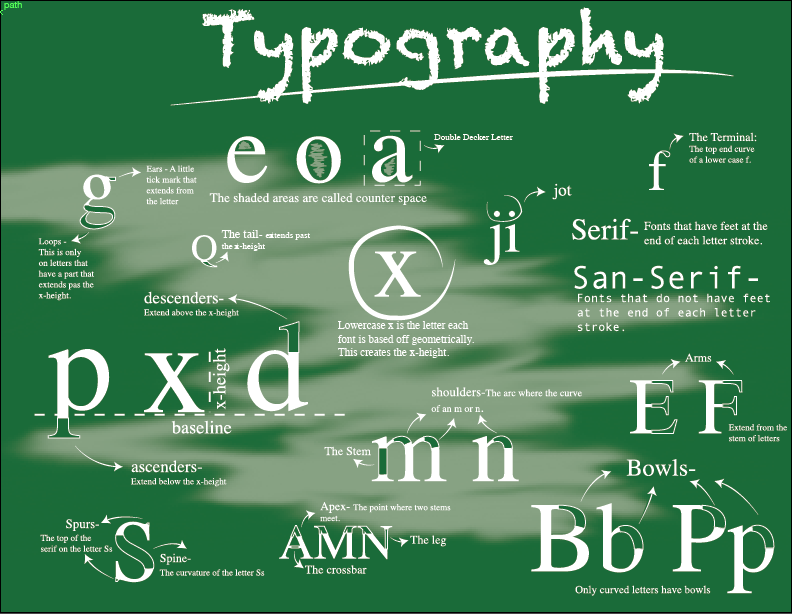 path
Typography
e o a
Double Decker Letter
The shaded areas are called counter space
f
The Terminal:
The top end curve
of a lower case f.
g
Ears - A little
tick mark that
extends from
the letter
Loops -
This is only
on letters that
have a part that
extends pas the
x-height.
Q
The tail- extends past
the x-height
x
Lowercase x is the letter each
font is based off geometrically.
This creates the x-height.
ji
jot
Serif- Fonts that have feet at the
end of each letter stroke.
San-Serif-
Fonts that do not have feet
at the end of each letter
stroke.
descenders-
Extend above the x-height
p x d
x-height
baseline
ascenders-
Extend below the x-height
shoulders-The arc where the curve
of an m or n.
m n
The Stem
Arms
E F
Extend from the
stem of letters
Bowls-
B b P p
Only curved letters have bowls
Spurs-
The top of the
serif on the letter Ss
S
Spine-
The curvature of the letter Ss
Apex- The point where two stems
meet.
AMN
The leg
The crossbar